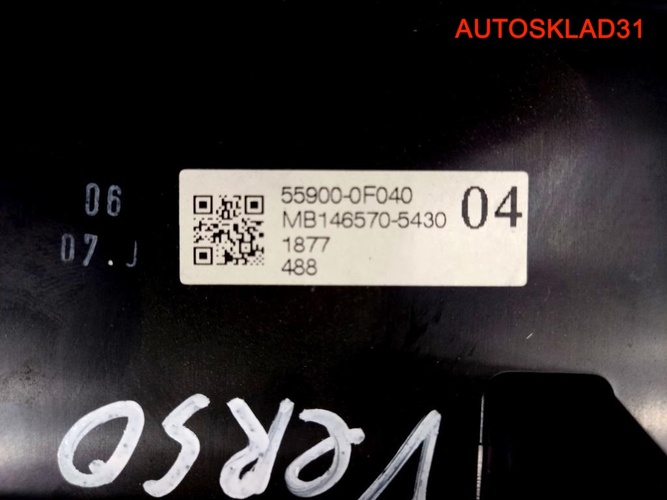 AUTOSKLAD31
06
07.J
55900-0F040
MB146570-5430
04
1877
488
VERSO